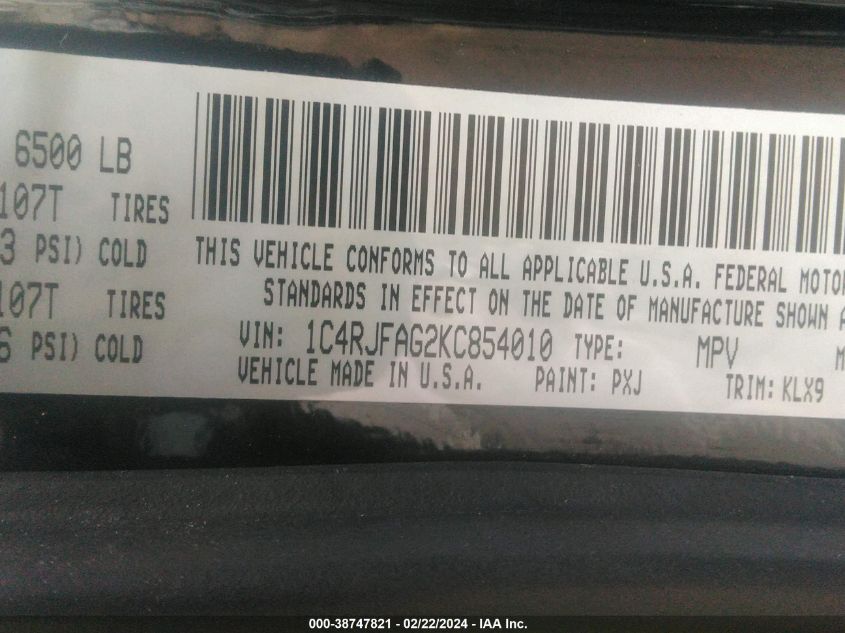 6500 LB
107T TIRES
3 PSI) COLD
107T TIRES
6 PSI) COLD
THIS VEHICLE CONFORMS TO ALL APPLICABLE U.S.A. FEDERAL MOTOR
STANDARDS IN EFFECT ON THE DATE OF MANUFACTURE SHOWN A
VIN: 1C4RJFAG2KC854010 TYPE: MPV M
VEHICLE MADE IN U.S.A. PAINT: PXJ TRIM: KLX9
000-38747821 - 02/22/2024 - IAA Inc.